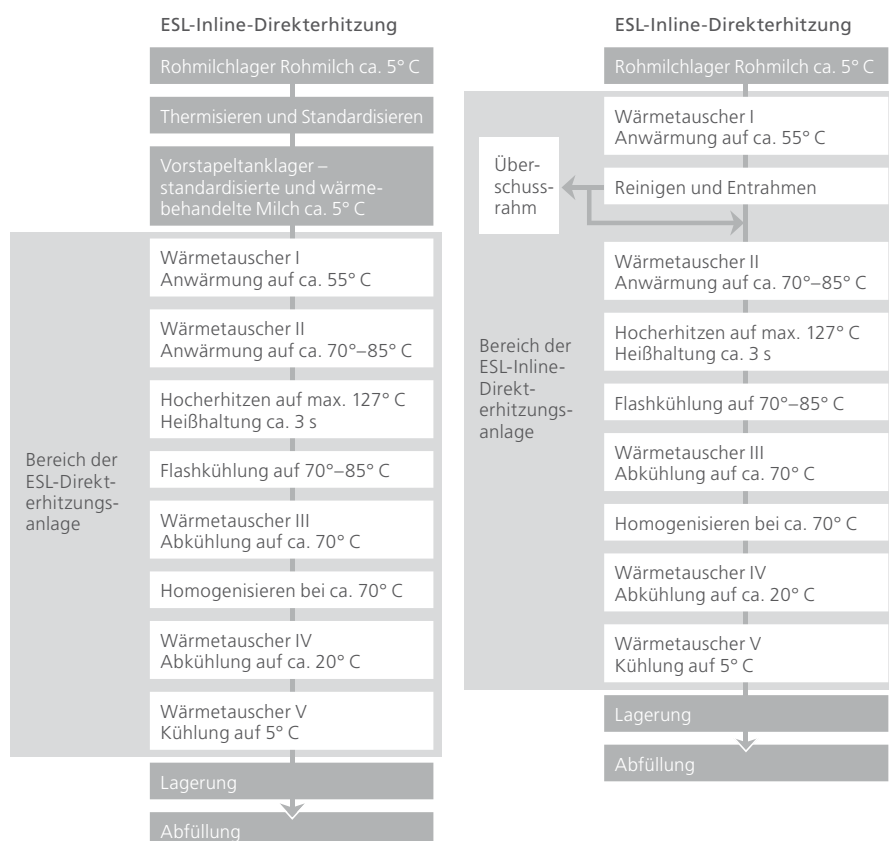 ESL-Inline-Direkterhitzung
Rohmilchlager Rohmilch ca. 5° C
Thermisieren und Standardisieren
Vorstapeltanklager –
standardisierte und wärme-
behandelte Milch ca. 5° C
Wärmetauscher I
Anwärmung auf ca. 55° C
Wärmetauscher II
Anwärmung auf ca. 70°–85° C
Hocherhitzen auf max. 127° C
Heißhaltung ca. 3 s
Bereich der
ESL-Direkt-
erhitzungs-
anlage
Flashkühlung auf 70°–85° C
Wärmetauscher III
Abkühlung auf ca. 70° C
Homogenisieren bei ca. 70° C
Wärmetauscher IV
Abkühlung auf ca. 20° C
Wärmetauscher V
Kühlung auf 5° C
Lagerung
Abfüllung
ESL-Inline-Direkterhitzung
Rohmilchlager Rohmilch ca. 5° C
Wärmetauscher I
Anwärmung auf ca. 55° C
Über-
schuss-
rahm
Reinigen und Entrahmen
Wärmetauscher II
Anwärmung auf ca. 70°–85° C
Bereich der
ESL-Inline-
Direkt-
erhitzungs-
anlage
Hocherhitzen auf max. 127° C
Heißhaltung ca. 3 s
Flashkühlung auf 70°–85° C
Wärmetauscher III
Abkühlung auf ca. 70° C
Homogenisieren bei ca. 70° C
Wärmetauscher IV
Abkühlung auf ca. 20° C
Wärmetauscher V
Kühlung auf 5° C
Lagerung
Abfüllung